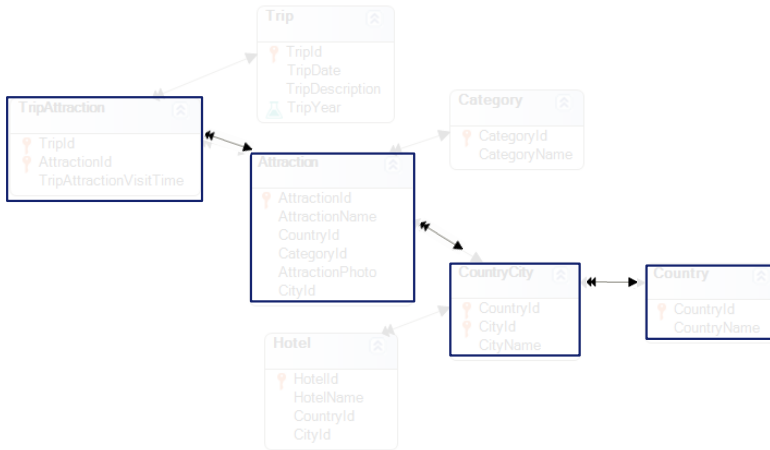 Trip
TripId
TripDate
TripDescription
TripYear
TripAttraction
TripId
AttractionId
TripAttractionVisitTime
Category
CategoryId
CategoryName
Attraction
AttractionId
AttractionName
CountryId
CategoryId
AttractionPhoto
CityId
CountryCity
CountryId
CityId
CityName
Country
CountryId
CountryName
Hotel
HotelId
HotelName
CountryId
CityId